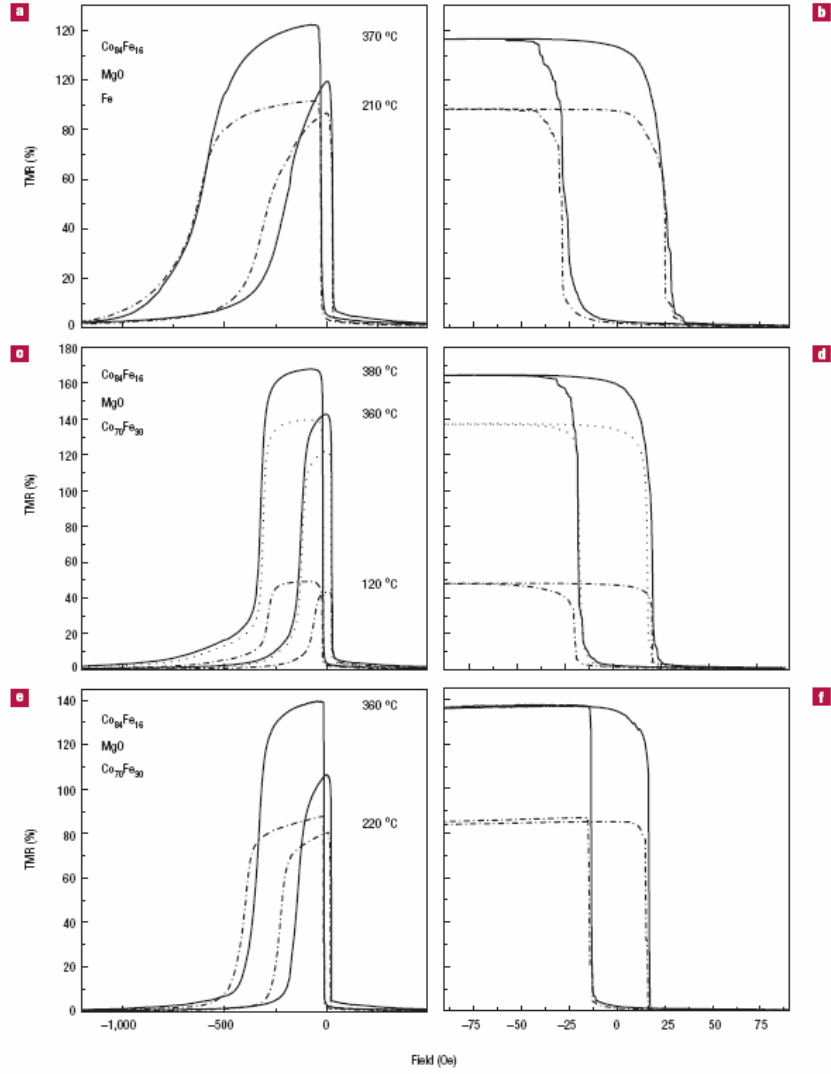 a
b
120
120
80
60
40
20
0
TMR (%)
Co₈₄Fe₁₆
MgO
Fe
370 °C
210 °C
c
d
180
160
140
120
100
80
60
40
20
0
TMR (%)
Co₈₄Fe₁₆
MgO
Co₇₀Fe₃₀
380 °C
360 °C
120 °C
e
f
140
120
100
80
60
40
20
0
TMR (%)
Co₈₄Fe₁₆
MgO
Co₇₀Fe₃₀
360 °C
220 °C
–1,000 –500 0
–75 –50 –25 0 25 50 75
Field (Oe)